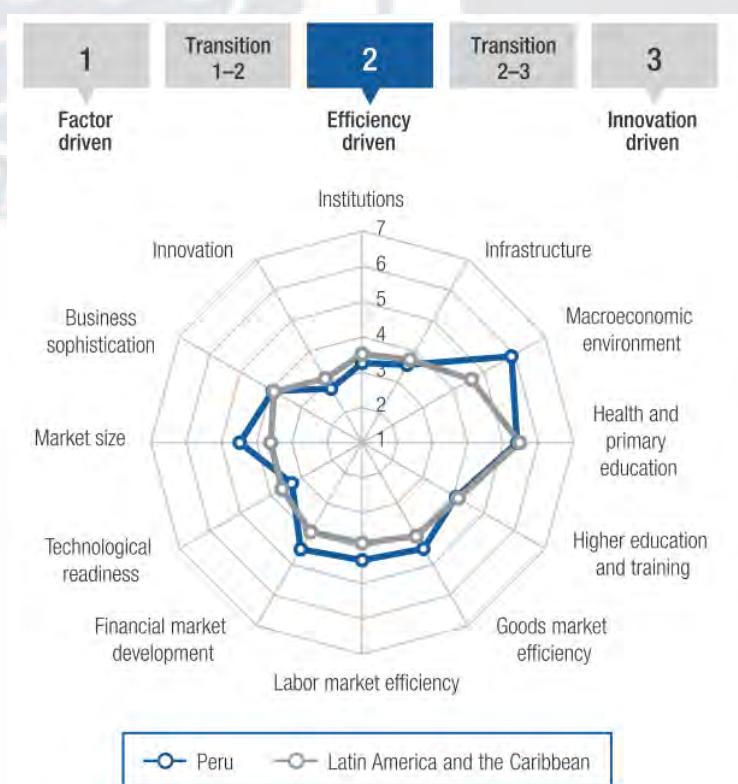 1
Transition
1–2
2
Transition
2–3
3
Factor
driven
Efficiency
driven
Innovation
driven
Institutions
Innovation
Infrastructure
Business
sophistication
Macroeconomic
environment
Market size
Health and
primary
education
Technological
readiness
Higher education
and training
Financial market
development
Goods market
efficiency
Labor market efficiency
7
6
5
4
3
2
1
Peru
Latin America and the Caribbean